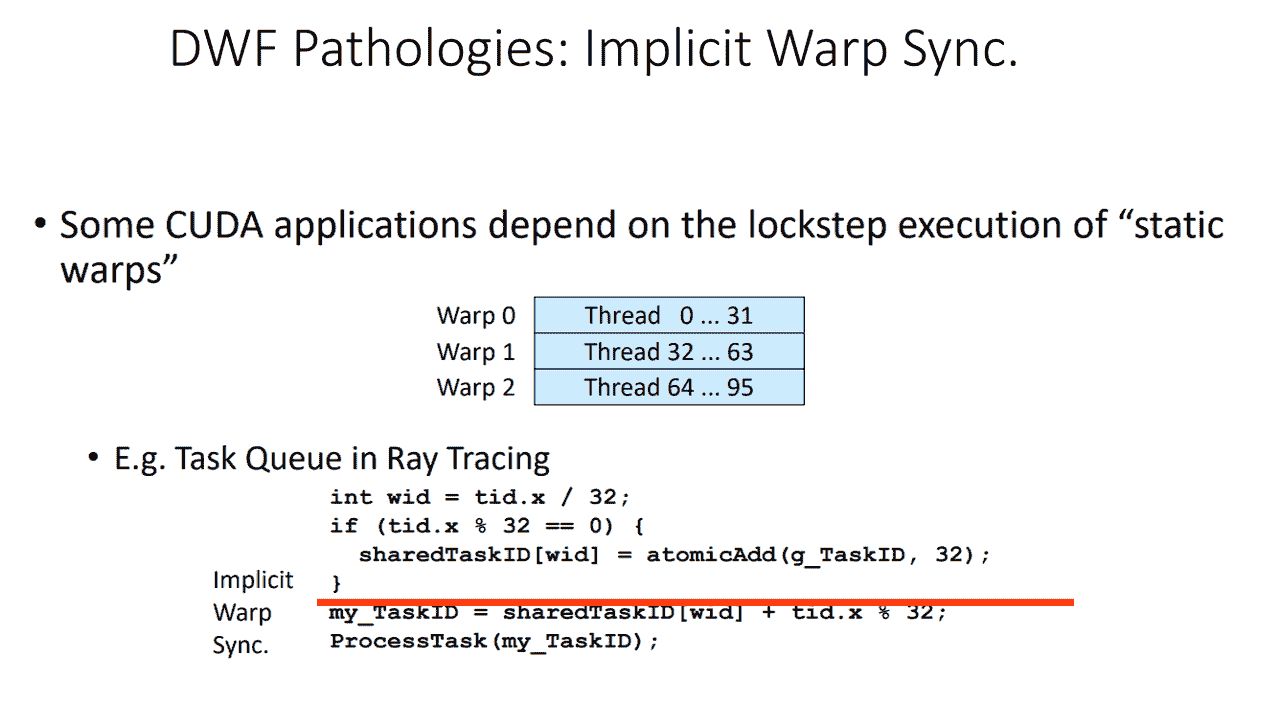 DWF Pathologies: Implicit Warp Sync.
• Some CUDA applications depend on the lockstep execution of “static
warps”
Warp 0 Thread 0 ... 31
Warp 1 Thread 32 ... 63
Warp 2 Thread 64 ... 95
• E.g. Task Queue in Ray Tracing
int wid = tid.x / 32;
if (tid.x % 32 == 0) {
sharedTaskID[wid] = atomicAdd(g_TaskID, 32);
}
Implicit
Warp
Sync.
my_TaskID = sharedTaskID[wid] + tid.x % 32;
ProcessTask(my_TaskID);